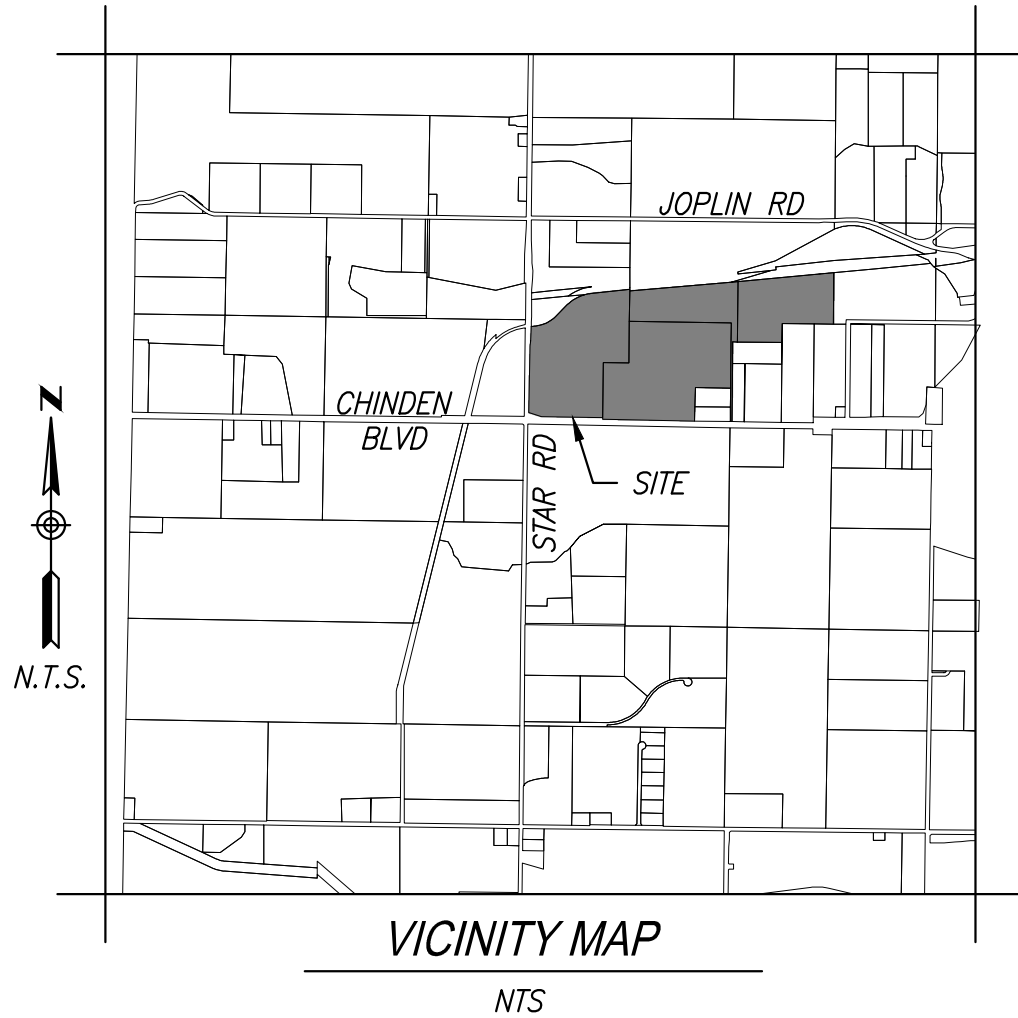 JOPLIN RD
CHINDEN
BLVD
STAR RD
SITE
N
N.T.S.
VICINITY MAP
NTS